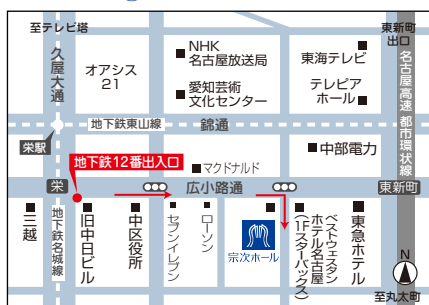 至テレビ塔
久屋大通
オアシス
21
NHK
名古屋放送局
愛知芸術
文化センター
東海テレビ
テレピア
ホール
東新町
出口
名古屋高速 都市環状線
地下鉄東山線
錦通
栄駅
地下鉄12番出入口
マクドナルド
中部電力
栄
広小路通
東新町
三越
地下鉄名城線
旧中日ビル
中区役所
セブンイレブン
ローソン
宗次ホール
ベストウェスタン
ホテル名古屋
(1Fスターバックス)
東急ホテル
N
至丸太町